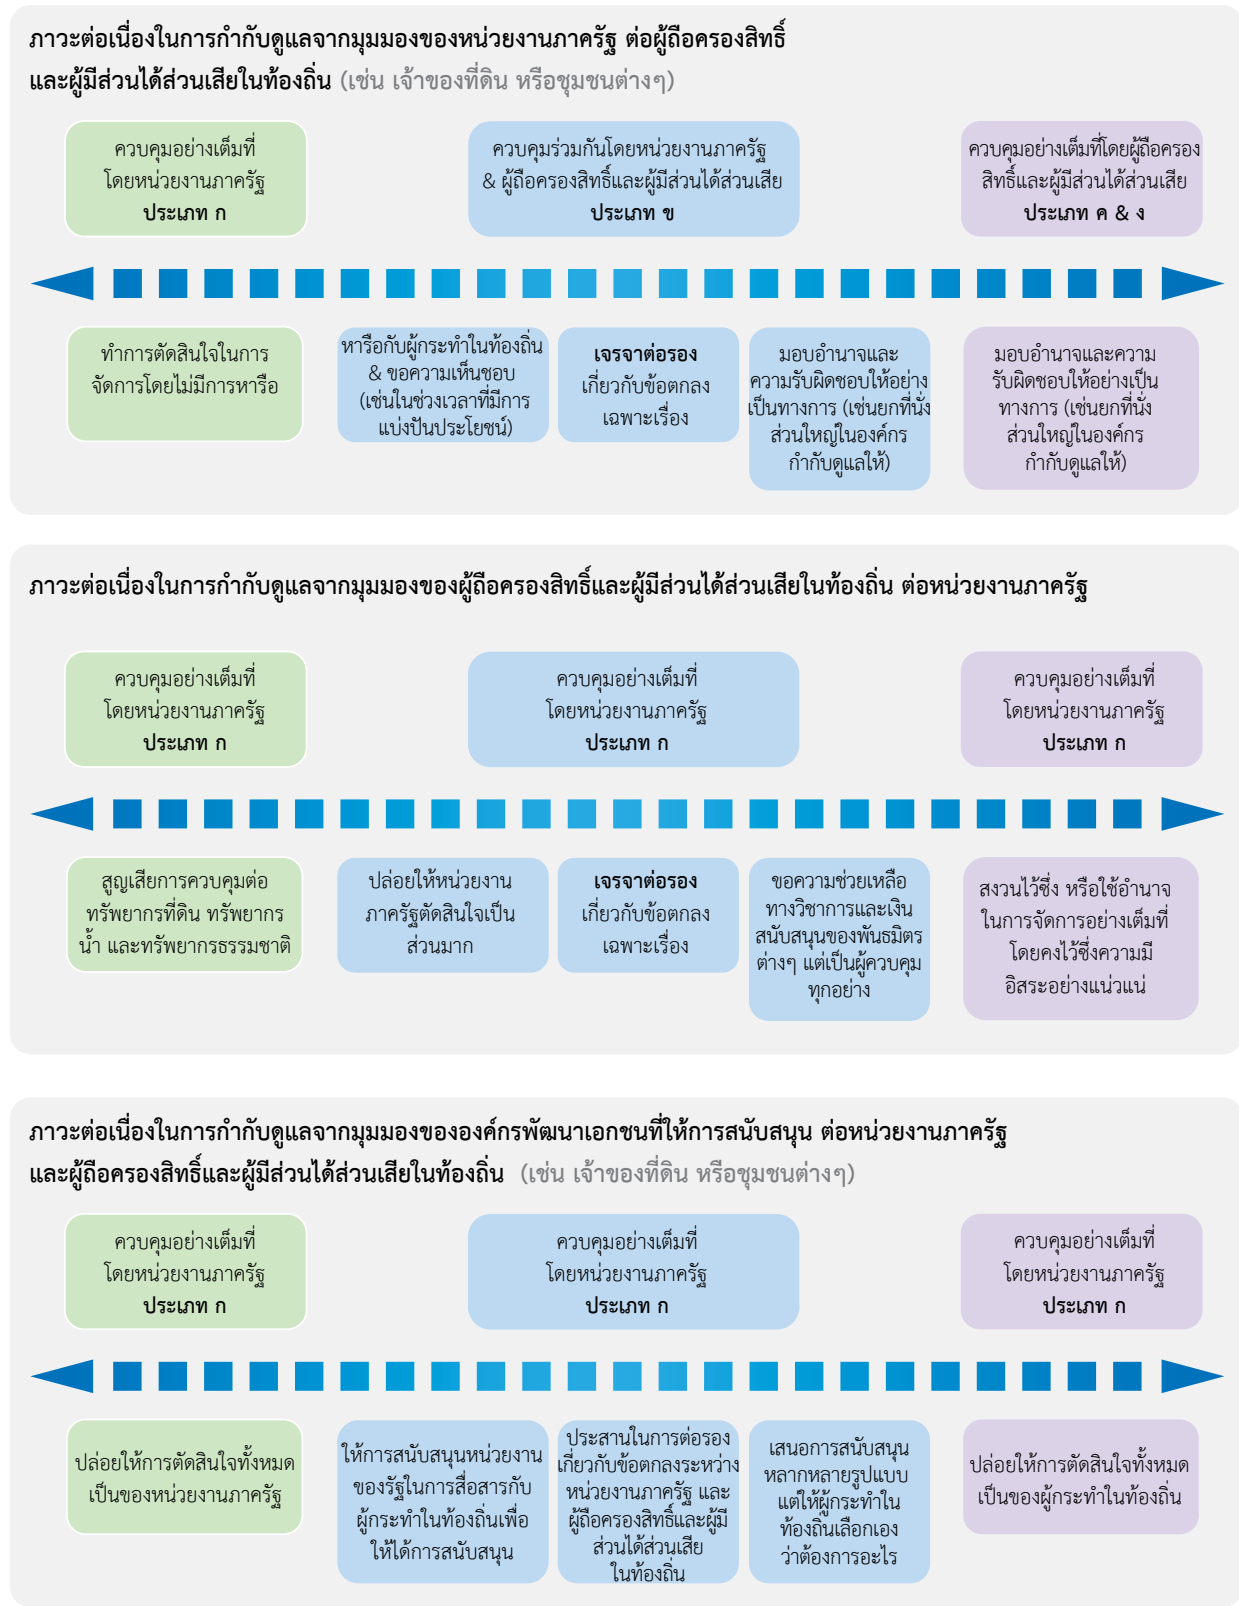 ภาวะต่อเนื่องในการกำกับดูแลจากมุมมองของหน่วยงานภาครัฐ ต่อผู้ถือครองสิทธิ์
และผู้มีส่วนได้ส่วนเสียในท้องถิ่น (เช่น เจ้าของที่ดิน หรือชุมชนต่างๆ)
ควบคุมอย่างเต็มที่
โดยหน่วยงานภาครัฐ
ประเภท ก
ควบคุมร่วมกันโดยหน่วยงานภาครัฐ
& ผู้ถือครองสิทธิ์และผู้มีส่วนได้ส่วนเสีย
ประเภท ข
ควบคุมอย่างเต็มที่โดยผู้ถือครอง
สิทธิ์และผู้มีส่วนได้ส่วนเสีย
ประเภท ค & ง
ทำการตัดสินใจในการ
จัดการโดยไม่มีการหารือ
หารือกับผู้กระทำในท้องถิ่น
& ขอความเห็นชอบ
(เช่นในช่วงเวลาที่มีการ
แบ่งปันประโยชน์)
เจรจาต่อรอง
เกี่ยวกับข้อตกลง
เฉพาะเรื่อง
มอบอำนาจและ
ความรับผิดชอบให้อย่าง
เป็นทางการ (เช่นยกที่นั่ง
ส่วนใหญ่ในองค์กร
กำกับดูแลให้)
มอบอำนาจและความ
รับผิดชอบให้อย่างเป็น
ทางการ (เช่นยกที่นั่ง
ส่วนใหญ่ในองค์กร
กำกับดูแลให้)
ภาวะต่อเนื่องในการกำกับดูแลจากมุมมองของผู้ถือครองสิทธิ์และผู้มีส่วนได้ส่วนเสียในท้องถิ่น ต่อหน่วยงานภาครัฐ
ควบคุมอย่างเต็มที่
โดยหน่วยงานภาครัฐ
ประเภท ก
ควบคุมอย่างเต็มที่
โดยหน่วยงานภาครัฐ
ประเภท ก
ควบคุมอย่างเต็มที่
โดยหน่วยงานภาครัฐ
ประเภท ก
สูญเสียการควบคุมต่อ
ทรัพยากรที่ดิน ทรัพยากร
น้ำ และทรัพยากรธรรมชาติ
ปล่อยให้หน่วยงาน
ภาครัฐตัดสินใจเป็น
ส่วนมาก
เจรจาต่อรอง
เกี่ยวกับข้อตกลง
เฉพาะเรื่อง
ขอความช่วยเหลือ
ทางวิชาการและเงิน
สนับสนุนของพันธมิตร
ต่างๆ แต่เป็นผู้ควบคุม
ทุกอย่าง
สงวนไว้ซึ่ง หรือใช้อำนาจ
ในการจัดการอย่างเต็มที่
โดยคงไว้ซึ่งความมี
อิสระอย่างแน่วแน่
ภาวะต่อเนื่องในการกำกับดูแลจากมุมมองขององค์กรพัฒนาเอกชนที่ให้การสนับสนุน ต่อหน่วยงานภาครัฐ
และผู้ถือครองสิทธิ์และผู้มีส่วนได้ส่วนเสียในท้องถิ่น (เช่น เจ้าของที่ดิน หรือชุมชนต่างๆ)
ควบคุมอย่างเต็มที่
โดยหน่วยงานภาครัฐ
ประเภท ก
ควบคุมอย่างเต็มที่
โดยหน่วยงานภาครัฐ
ประเภท ก
ควบคุมอย่างเต็มที่
โดยหน่วยงานภาครัฐ
ประเภท ก
ปล่อยให้การตัดสินใจทั้งหมด
เป็นของหน่วยงานภาครัฐ
ให้การสนับสนุนหน่วยงาน
ของรัฐในการสื่อสารกับ
ผู้กระทำในท้องถิ่นเพื่อ
ให้ได้การสนับสนุน
ประสานในการต่อรอง
เกี่ยวกับข้อตกลงระหว่าง
หน่วยงานภาครัฐ และ
ผู้ถือครองสิทธิ์และผู้มี
ส่วนได้ส่วนเสีย
ในท้องถิ่น
เสนอการสนับสนุน
หลากหลายรูปแบบ
แต่ให้ผู้กระทำใน
ท้องถิ่นเลือกเอง
ว่าต้องการอะไร
ปล่อยให้การตัดสินใจทั้งหมด
เป็นของผู้กระทำในท้องถิ่น